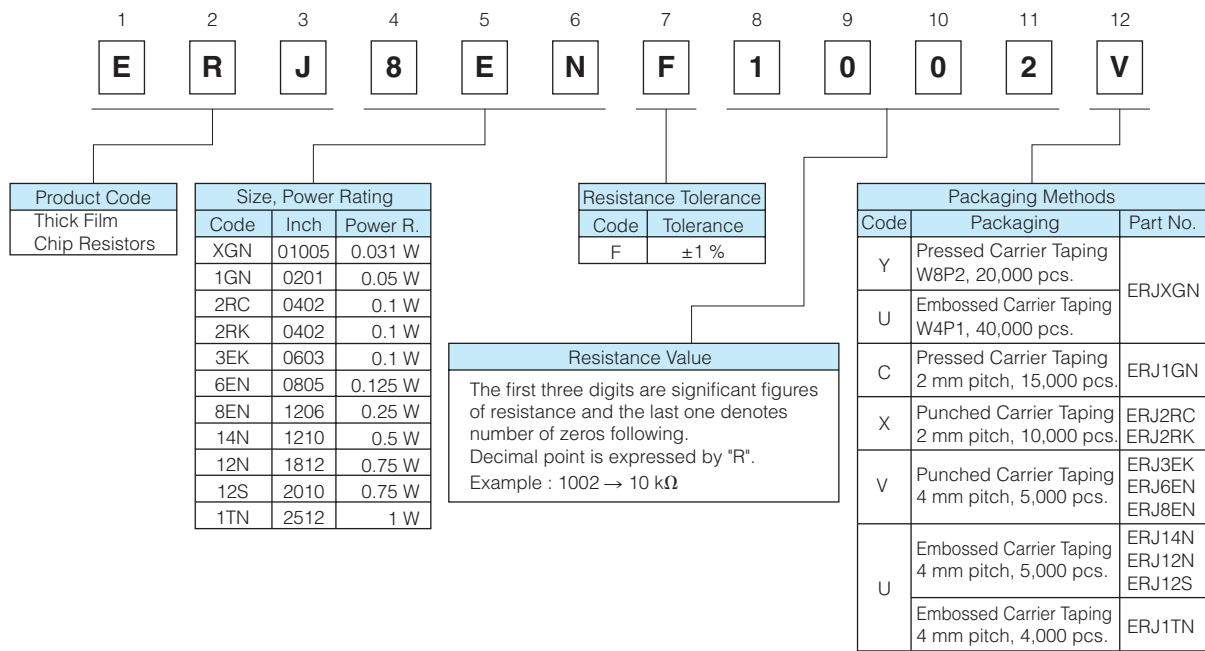 1 2 3 4 5 6 7 8 9 10 11 12
E R J 8 E N F 1 0 0 2 V
Product Code
Thick Film
Chip Resistors
Size, Power Rating
Code Inch Power R.
XGN 01005 0.031 W
1GN 0201 0.05 W
2RC 0402 0.1 W
2RK 0402 0.1 W
3EK 0603 0.1 W
6EN 0805 0.125 W
8EN 1206 0.25 W
14N 1210 0.5 W
12N 1812 0.75 W
12S 2010 0.75 W
1TN 2512 1 W
Resistance Tolerance
Code Tolerance
F ±1 %
Resistance Value
The first three digits are significant figures
of resistance and the last one denotes
number of zeros following.
Decimal point is expressed by "R".
Example : 1002 → 10 kΩ
Packaging Methods
Code Packaging Part No.
Y Pressed Carrier Taping
W8P2, 20,000 pcs.
ERJXGN
U Embossed Carrier Taping
W4P1, 40,000 pcs.
C Pressed Carrier Taping
2 mm pitch, 15,000 pcs.
ERJ1GN
X Punched Carrier Taping
2 mm pitch, 10,000 pcs.
ERJ2RC
ERJ2RK
V Punched Carrier Taping
4 mm pitch, 5,000 pcs.
ERJ3EK
ERJ6EN
ERJ8EN
U Embossed Carrier Taping
4 mm pitch, 5,000 pcs.
ERJ14N
ERJ12N
ERJ12S
Embossed Carrier Taping
4 mm pitch, 4,000 pcs.
ERJ1TN